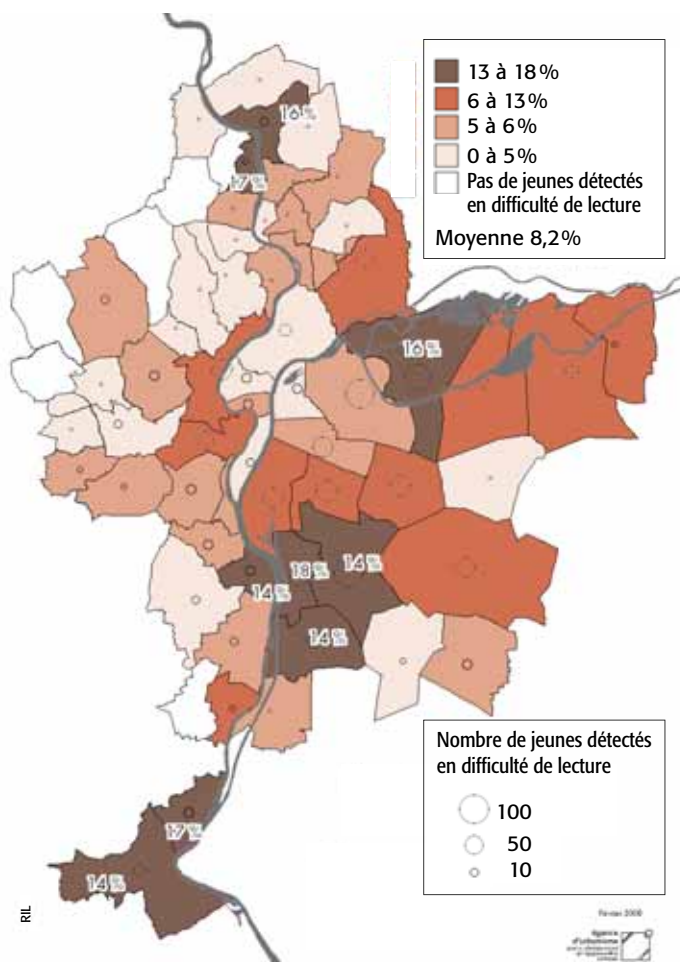 13 à 18 %
6 à 13%
5 à 6%
0 à 5%
Pas de jeunes détectés
en difficulté de lecture
Moyenne 8,2%
16 %
17 %
16 %
18 %
14 %
14 %
14 %
17 %
14 %
Nombre de jeunes détectés
en difficulté de lecture
100
50
10
RIL
Agence
d'urbanisme